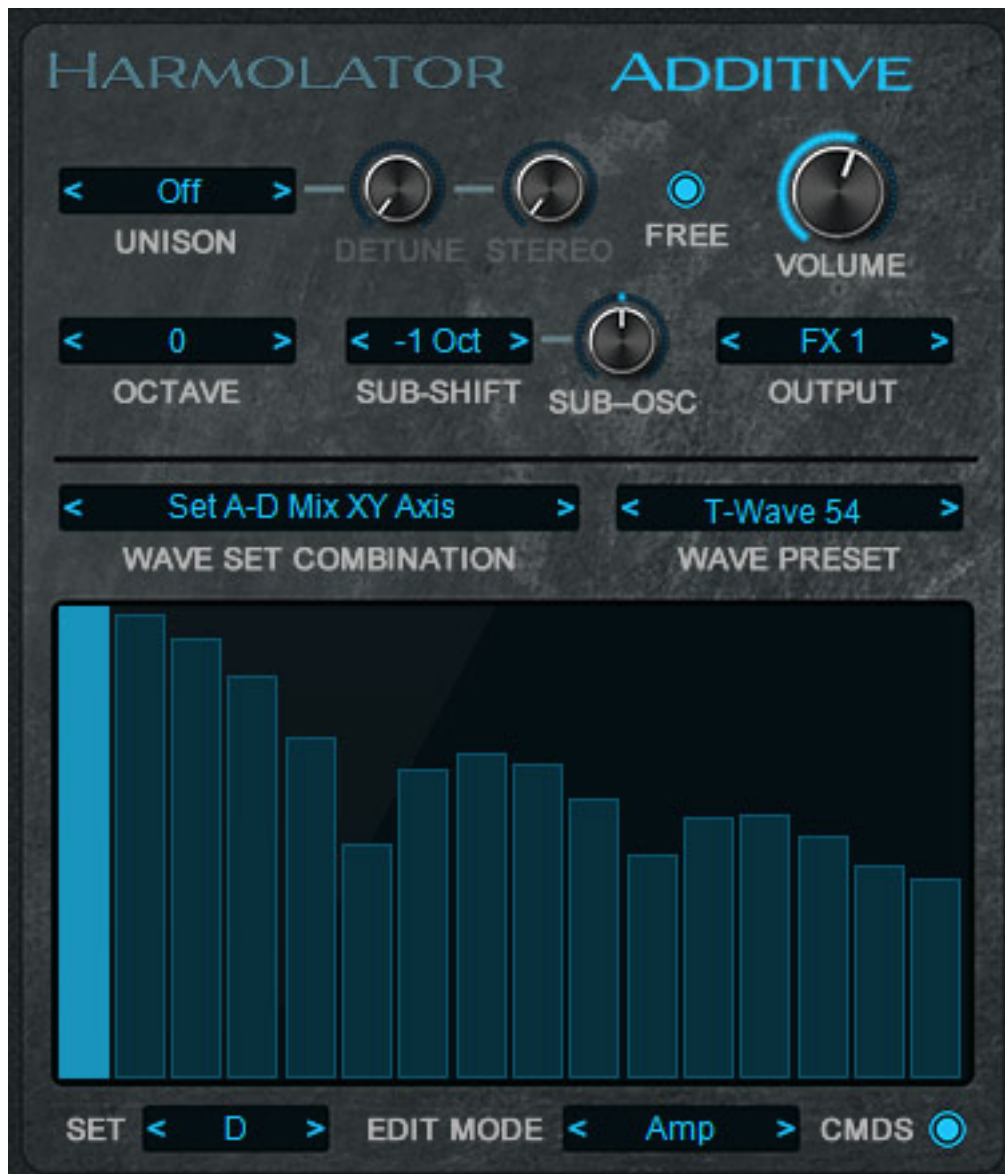 HARMOLATOR ADDITIVE
< Off >
UNISON DETUNE STEREO FREE VOLUME
< 0 > < -1 Oct > < FX 1 >
OCTAVE SUB-SHIFT SUB–OSC OUTPUT
< Set A-D Mix XY Axis > < T-Wave 54 >
WAVE SET COMBINATION WAVE PRESET
SET < D > EDIT MODE < Amp > CMDS